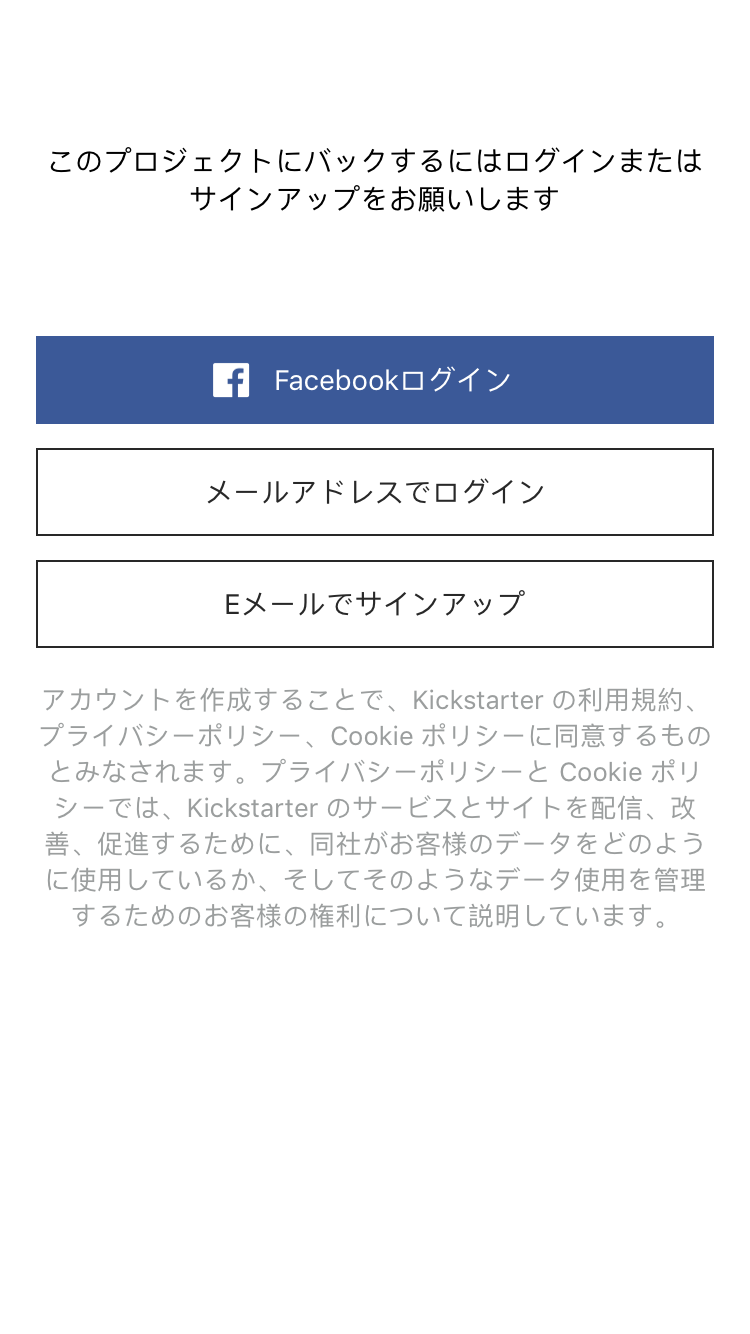 このプロジェクトにバックするにはログインまたは
サインアップをお願いします
Facebookログイン
メールアドレスでログイン
Eメールでサインアップ
アカウントを作成することで、Kickstarter の利用規約、
プライバシーポリシー、Cookie ポリシーに同意するもの
とみなされます。プライバシーポリシーと Cookie ポリ
シーでは、Kickstarter のサービスとサイトを配信、改
善、促進するために、同社がお客様のデータをどのよう
に使用しているか、そしてそのようなデータ使用を管理
するためのお客様の権利について説明しています。